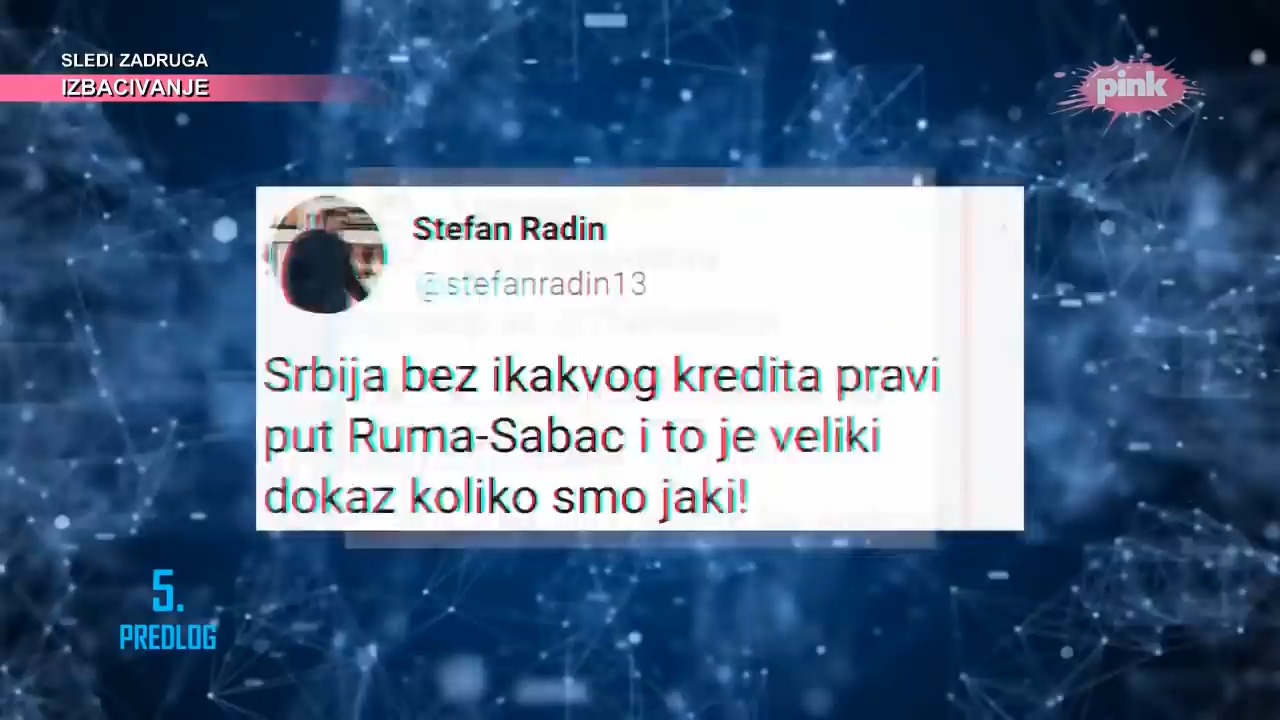 SLEDI ZADRUGA
IZBACIVANJE
pink
Stefan Radin
@stefanradin13
Srbija bez ikakvog kredita pravi
put Ruma-Sabac i to je veliki
dokaz koliko smo jaki!
5.
PREDLOG